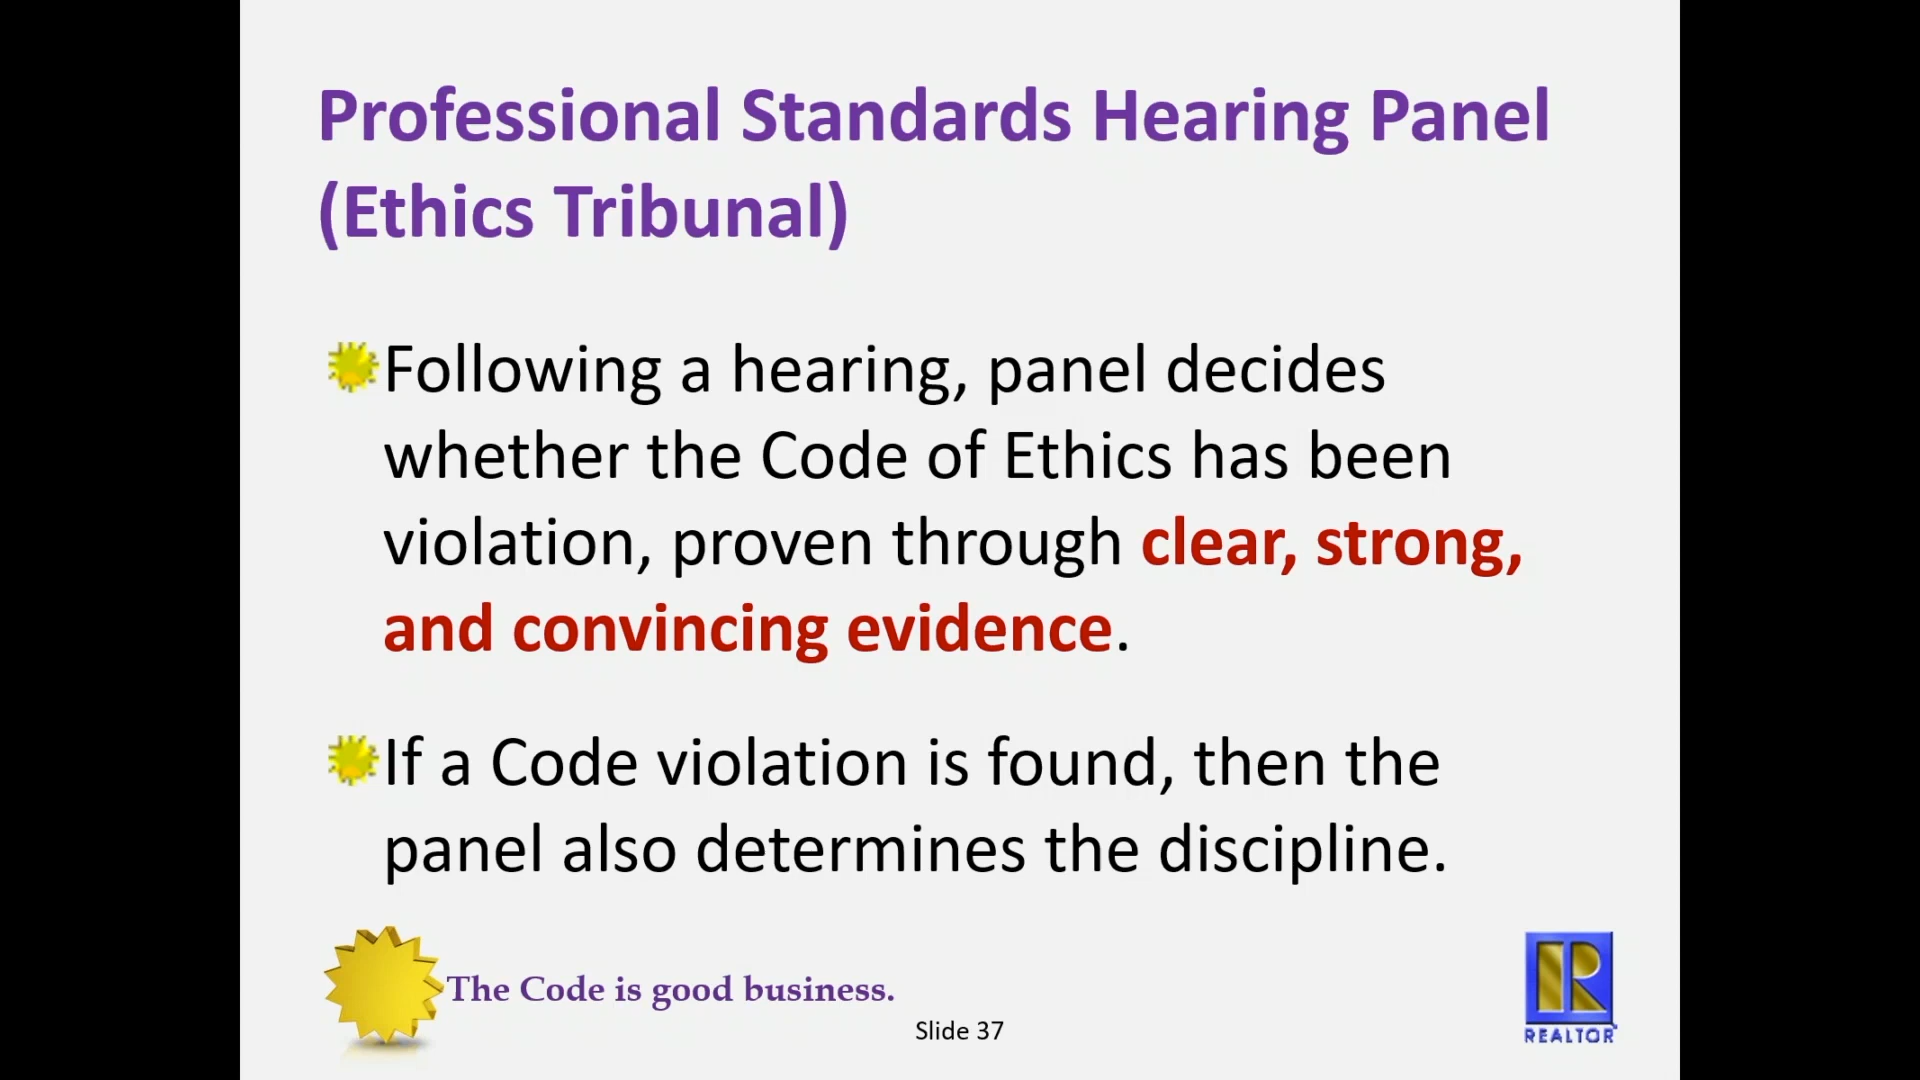 Professional Standards Hearing Panel
(Ethics Tribunal)
Following a hearing, panel decides
whether the Code of Ethics has been
violation, proven through clear, strong,
and convincing evidence.
If a Code violation is found, then the
panel also determines the discipline.
The Code is good business.
Slide 37
R
REALTOR